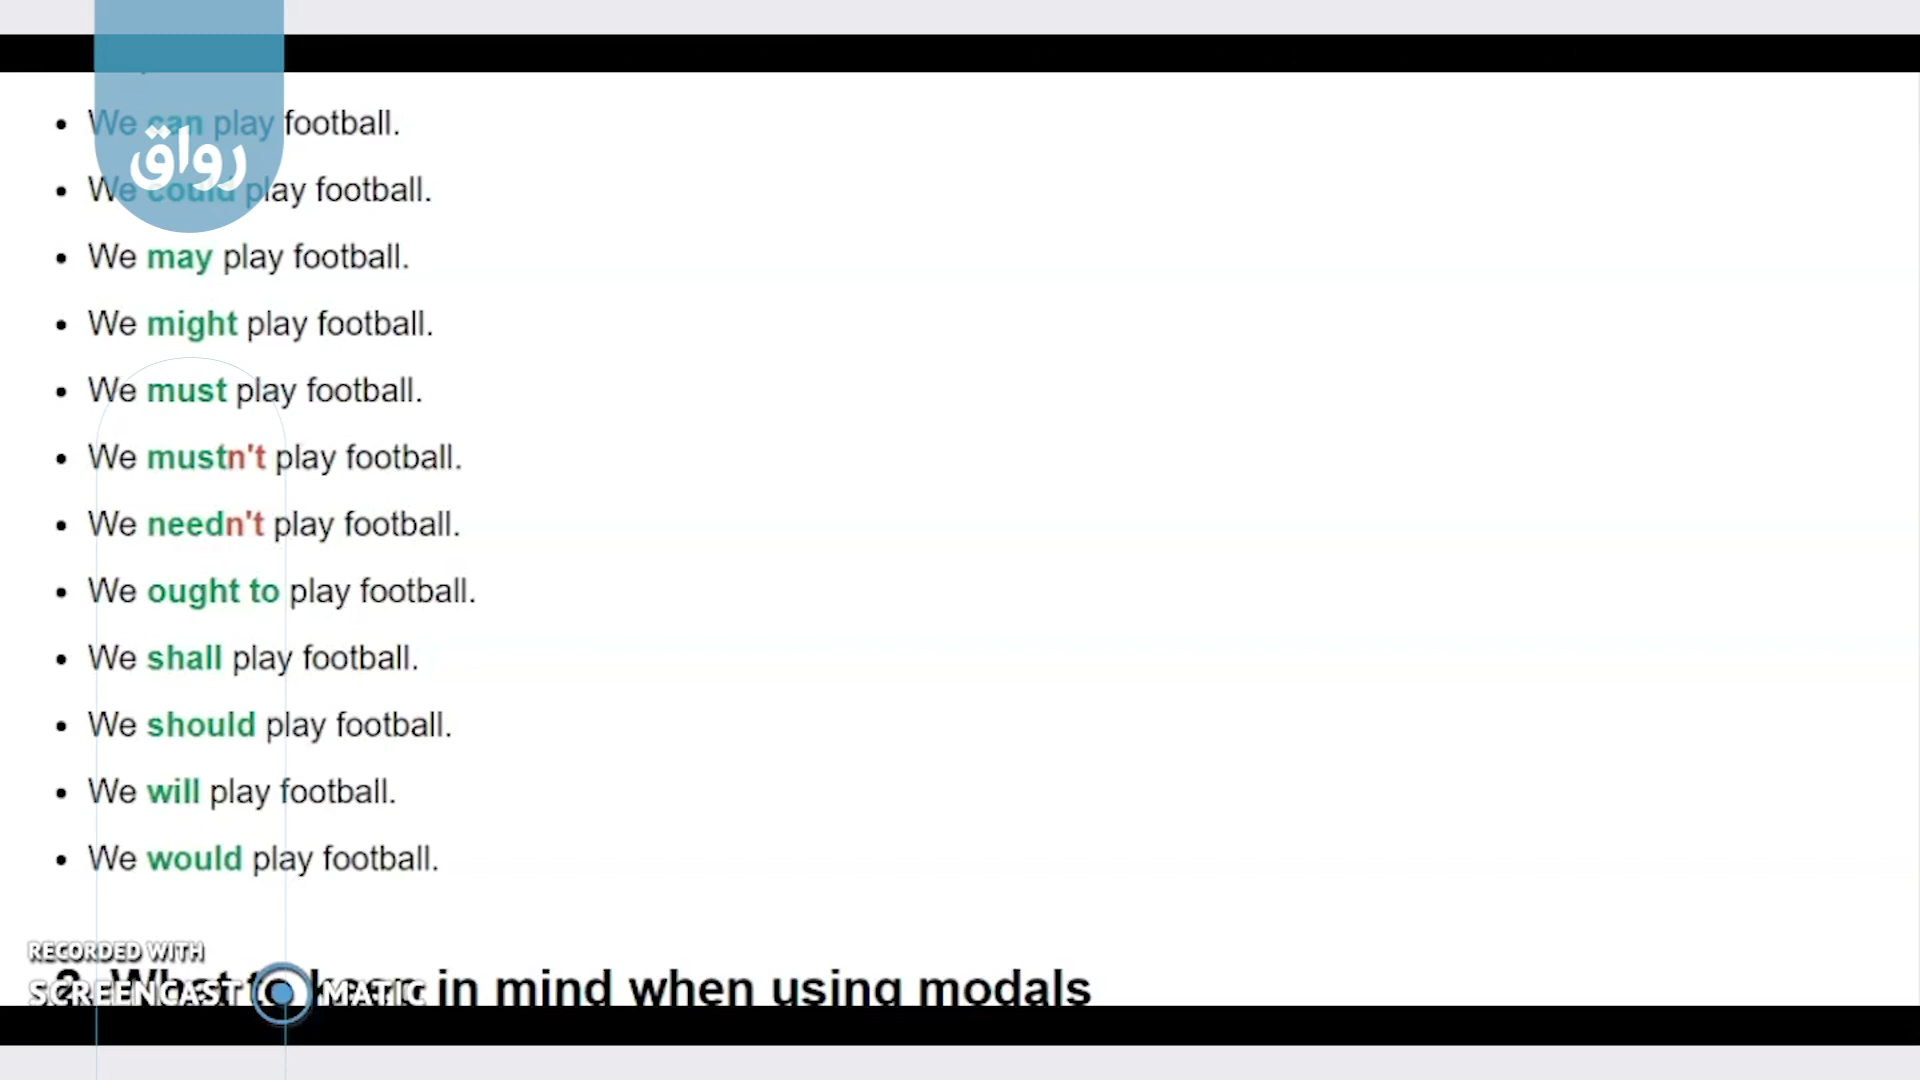 We can play football.
رواق
We could play football.
We may play football.
We might play football.
We must play football.
We mustn't play football.
We needn't play football.
We ought to play football.
We shall play football.
We should play football.
We will play football.
We would play football.
RECORDED WITH
SCREENCAST MATIC
What to keep in mind when using modals